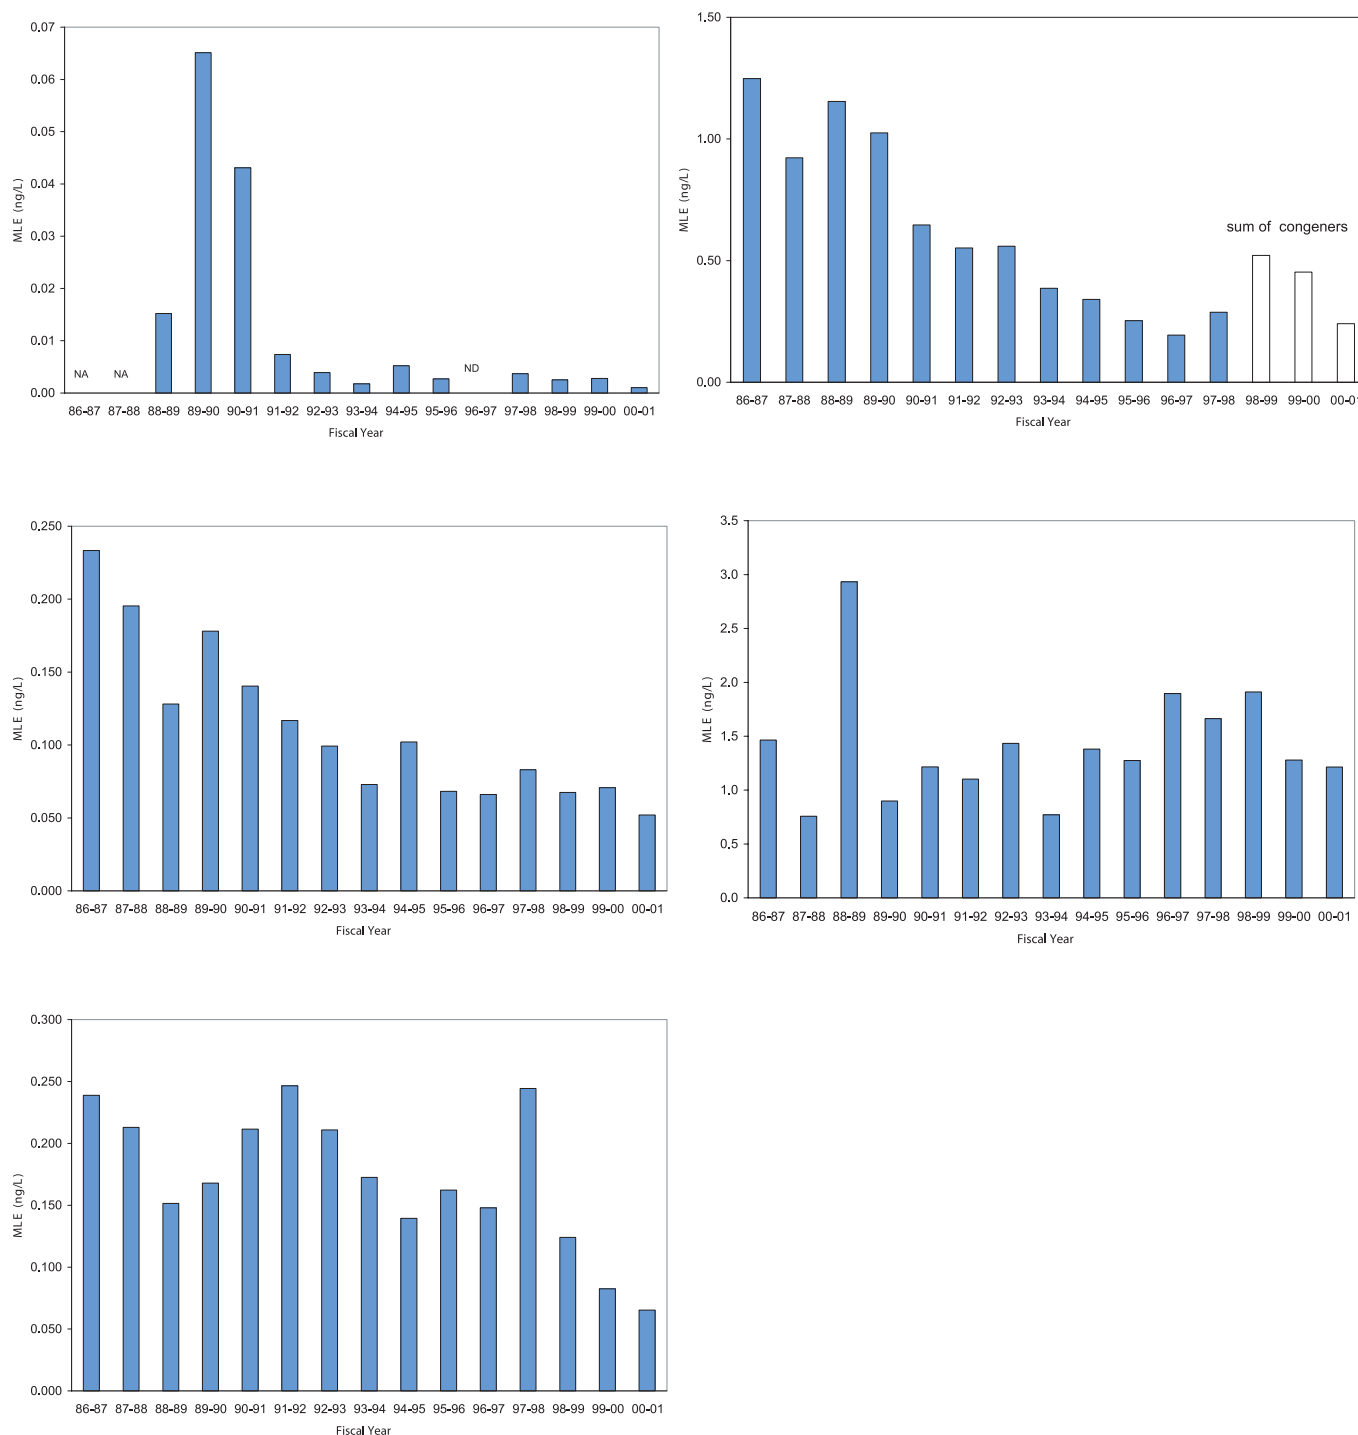 0.07
0.06
0.05
0.04
0.03
0.02
0.01
0.00
MLE (ng/L)
NA NA ND
86-87 87-88 88-89 89-90 90-91 91-92 92-93 93-94 94-95 95-96 96-97 97-98 98-99 99-00 00-01
Fiscal Year
1.50
1.00
0.50
0.00
MLE (ng/L)
sum of congeners
86-87 87-88 88-89 89-90 90-91 91-92 92-93 93-94 94-95 95-96 96-97 97-98 98-99 99-00 00-01
Fiscal Year
0.250
0.200
0.150
0.100
0.050
0.000
MLE (ng/L)
86-87 87-88 88-89 89-90 90-91 91-92 92-93 93-94 94-95 95-96 96-97 97-98 98-99 99-00 00-01
Fiscal Year
3.5
3.0
2.5
2.0
1.5
1.0
0.5
0.0
MLE (ng/L)
86-87 87-88 88-89 89-90 90-91 91-92 92-93 93-94 94-95 95-96 96-97 97-98 98-99 99-00 00-01
Fiscal Year
0.300
0.250
0.200
0.150
0.100
0.050
0.000
MLE (ng/L)
86-87 87-88 88-89 89-90 90-91 91-92 92-93 93-94 94-95 95-96 96-97 97-98 98-99 99-00 00-01
Fiscal Year